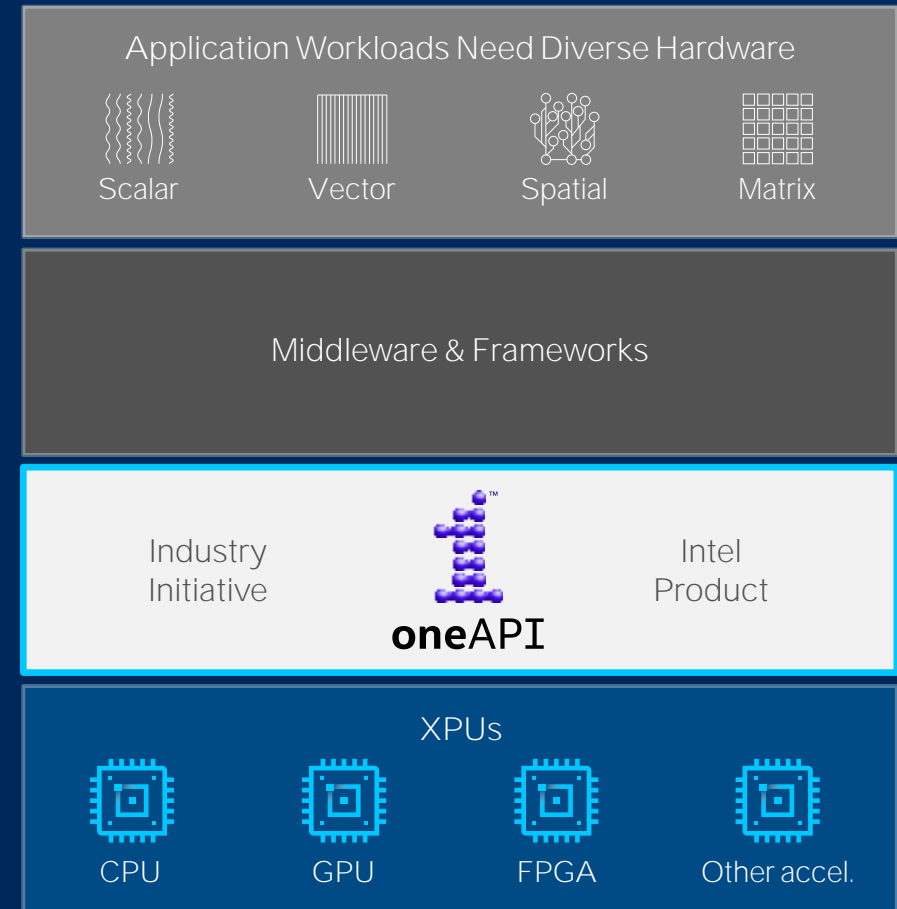 Application Workloads Need Diverse Hardware
Scalar Vector Spatial Matrix
Middleware & Frameworks
Industry
Initiative
™
oneAPI
Intel
Product
XPUs
CPU GPU FPGA Other accel.